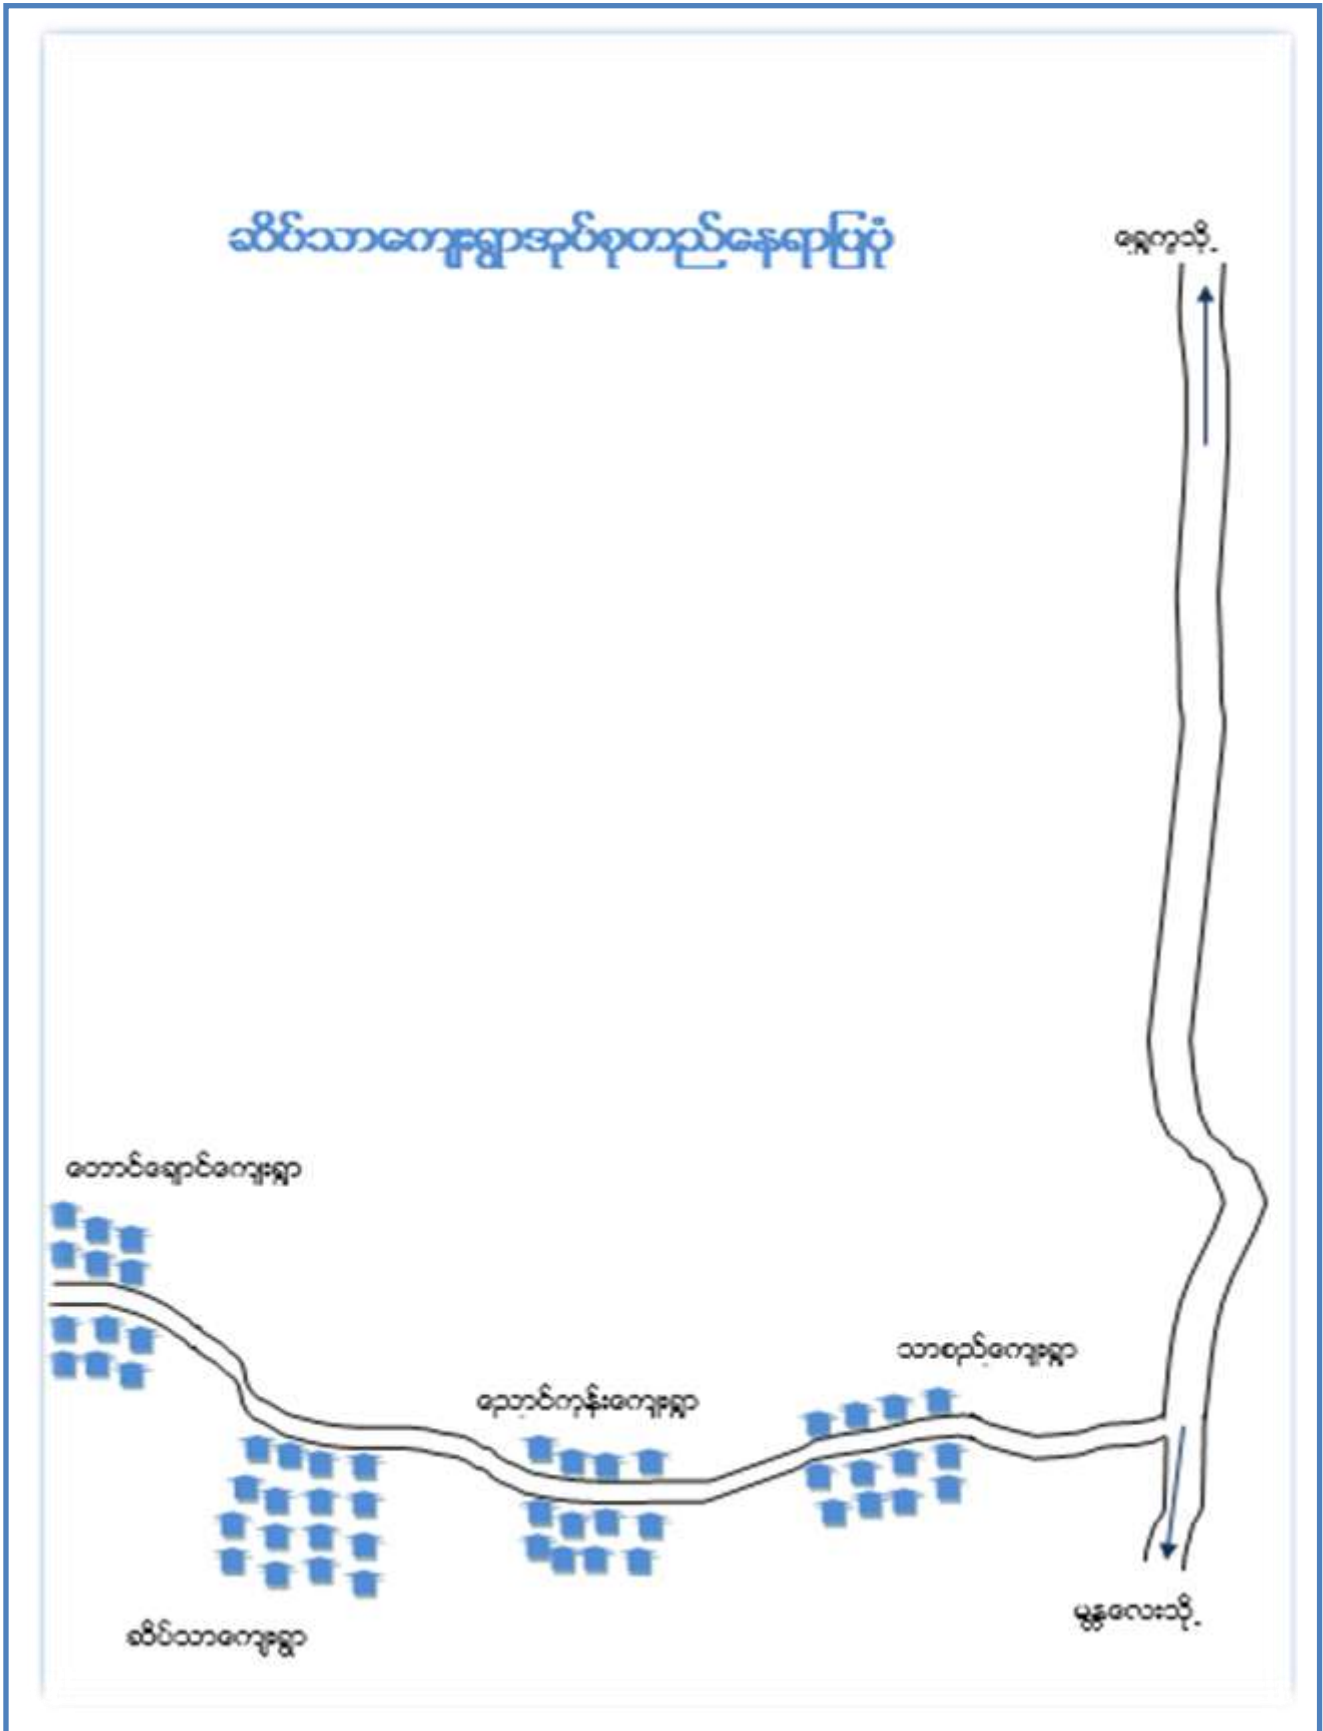 ဆိပ်သာကျေးရွာအုပ်စုတည်နေရာပြပုံ
ရွှေကူသို့
တောင်ချောင်ကျေးရွာ
သာစည်ကျေးရွာ
ညောင်ကုန်းကျေးရွာ
မန္တလေးသို့
ဆိပ်သာကျေးရွာ